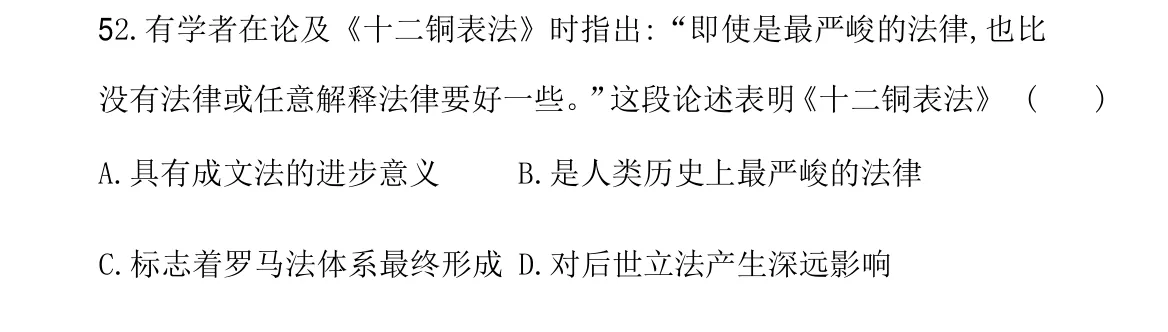 52.有学者在论及《十二铜表法》时指出:“即使是最严峻的法律,也比
没有法律或任意解释法律要好一些。”这段论述表明《十二铜表法》 (    )
A.具有成文法的进步意义    B.是人类历史上最严峻的法律
C.标志着罗马法体系最终形成 D.对后世立法产生深远影响